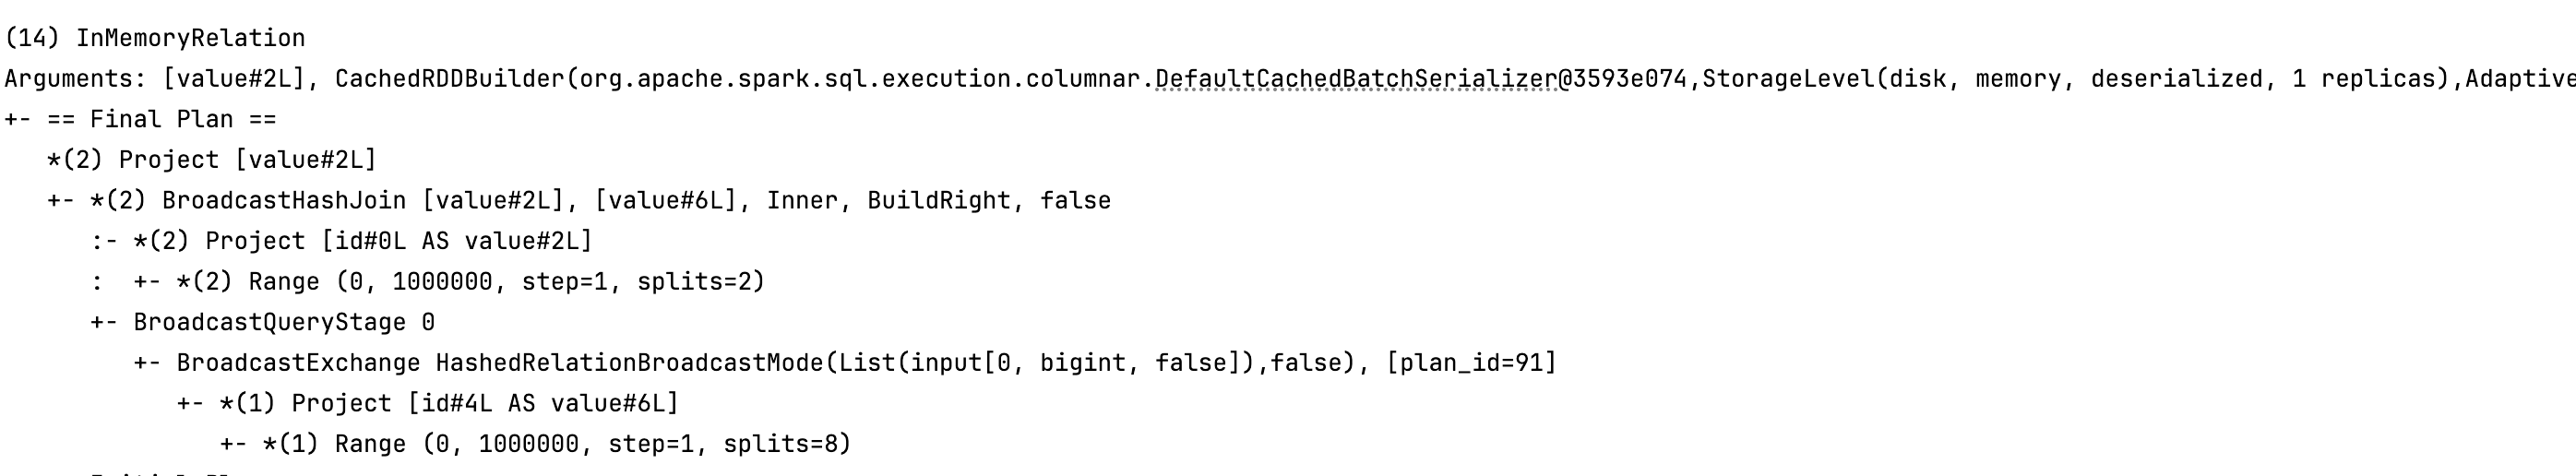 (14) InMemoryRelation
Arguments: [value#2L], CachedRDDBuilder(org.apache.spark.sql.execution.columnar.DefaultCachedBatchSerializer@3593e074,StorageLevel(disk, memory, deserialized, 1 replicas),Adaptive
+- == Final Plan ==
   *(2) Project [value#2L]
   +- *(2) BroadcastHashJoin [value#2L], [value#6L], Inner, BuildRight, false
      :- *(2) Project [id#0L AS value#2L]
      :  +- *(2) Range (0, 1000000, step=1, splits=2)
      +- BroadcastQueryStage 0
         +- BroadcastExchange HashedRelationBroadcastMode(List(input[0, bigint, false]),false), [plan_id=91]
            +- *(1) Project [id#4L AS value#6L]
               +- *(1) Range (0, 1000000, step=1, splits=8)